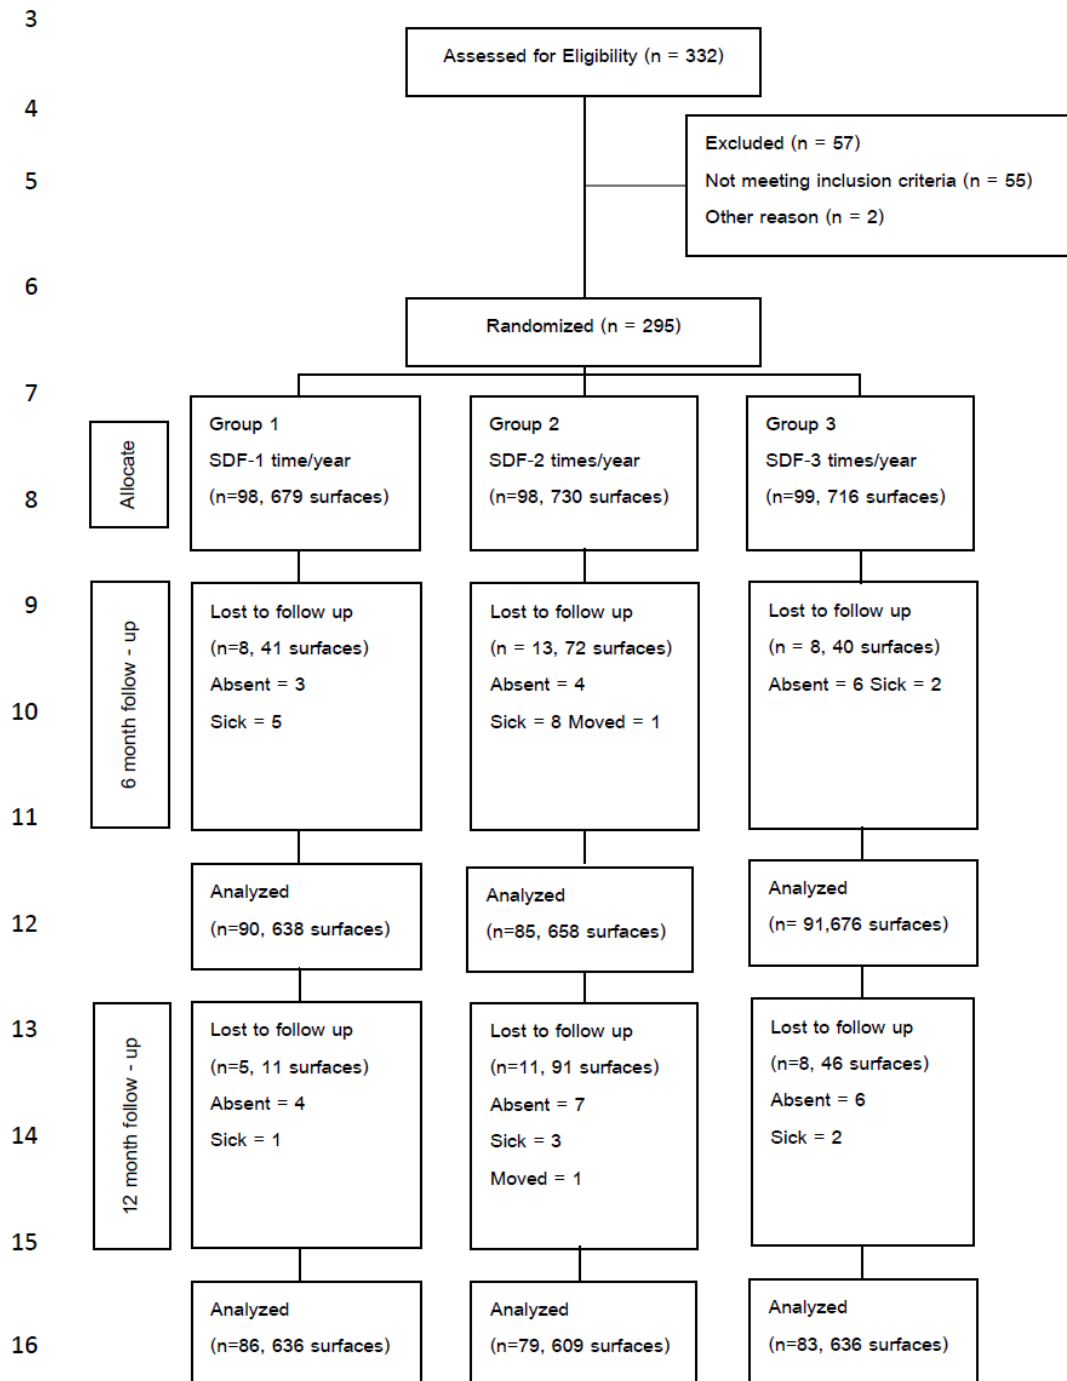 3
Assessed for Eligibility (n = 332)
4
Excluded (n = 57)
Not meeting inclusion criteria (n = 55)
Other reason (n = 2)
5
6
Randomized (n = 295)
7
Allocate
Group 1
SDF-1 time/year
(n=98, 679 surfaces)
Group 2
SDF-2 times/year
(n=98, 730 surfaces)
Group 3
SDF-3 times/year
(n=99, 716 surfaces)
8
9
6 month follow - up
Lost to follow up
(n=8, 41 surfaces)
Absent = 3
Sick = 5
Lost to follow up
(n = 13, 72 surfaces)
Absent = 4
Sick = 8 Moved = 1
Lost to follow up
(n = 8, 40 surfaces)
Absent = 6 Sick = 2
10
11
Analyzed
(n=90, 638 surfaces)
Analyzed
(n=85, 658 surfaces)
Analyzed
(n= 91,676 surfaces)
12
13
12 month follow - up
Lost to follow up
(n=5, 11 surfaces)
Absent = 4
Sick = 1
Lost to follow up
(n=11, 91 surfaces)
Absent = 7
Sick = 3
Moved = 1
Lost to follow up
(n=8, 46 surfaces)
Absent = 6
Sick = 2
14
15
Analyzed
(n=86, 636 surfaces)
Analyzed
(n=79, 609 surfaces)
Analyzed
(n=83, 636 surfaces)
16